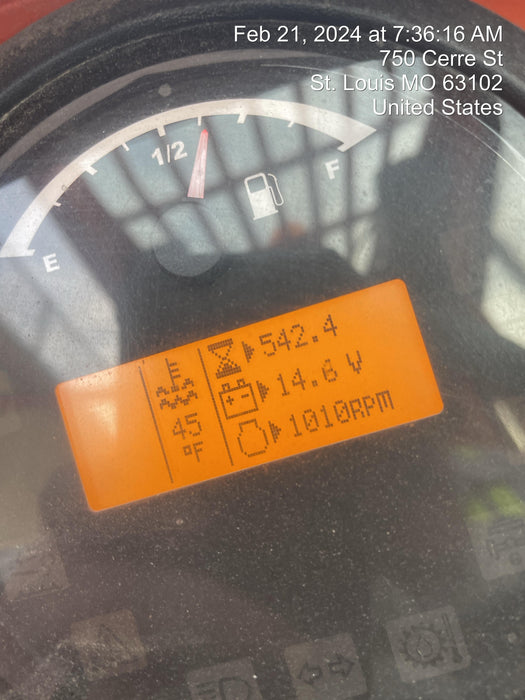 Feb 21, 2024 at 7:36:16 AM
750 Cerre St
St. Louis MO 63102
United States
1/2
F
E
542.4
14.6 V
45
°F
1010RPM